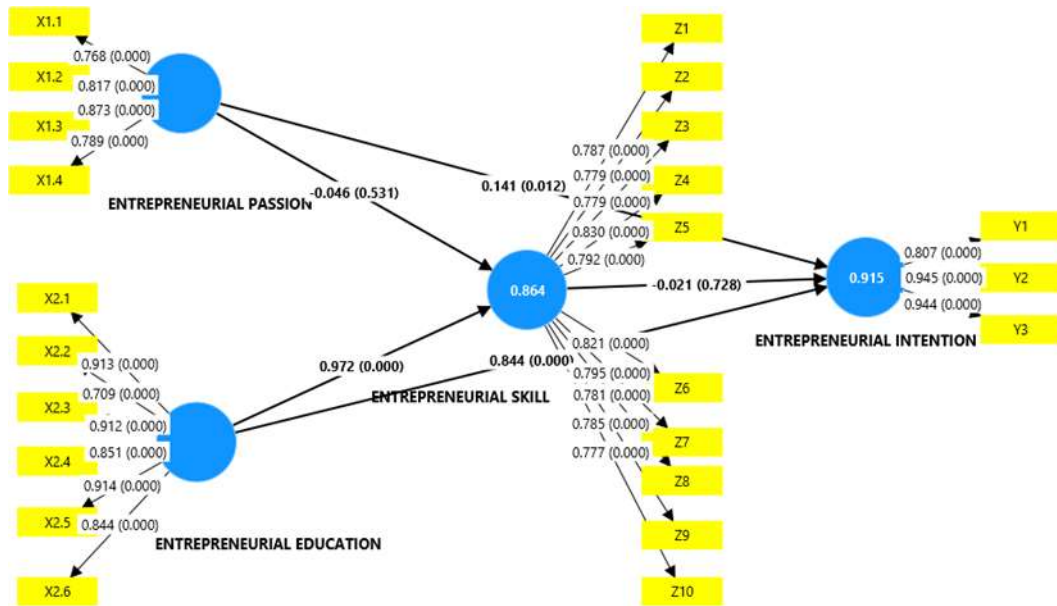 X1.1
0.768 (0.000)
X1.2
0.817 (0.000)
0.873 (0.000)
X1.3
0.789 (0.000)
X1.4
ENTREPRENEURIAL PASSION
-0.046 (0.531)
0.141 (0.012)
Z1
Z2
Z3
0.787 (0.000)
0.779 (0.000)
Z4
0.779 (0.000)
0.830 (0.000)
Z5
0.792 (0.000)
0.864
-0.021 (0.728)
0.915
Y1
0.807 (0.000)
0.945 (0.000)
Y2
0.944 (0.000)
Y3
ENTREPRENEURIAL INTENTION
X2.1
X2.2
0.913 (0.000)
0.709 (0.000)
X2.3
0.912 (0.000)
0.851 (0.000)
X2.4
0.914 (0.000)
X2.5
0.844 (0.000)
X2.6
ENTREPRENEURIAL EDUCATION
0.972 (0.000)
0.844 (0.000)
ENTREPRENEURIAL SKILL
0.821 (0.000)
0.795 (0.000)
Z6
0.781 (0.000)
0.785 (0.000)
Z7
0.777 (0.000)
Z8
Z9
Z10